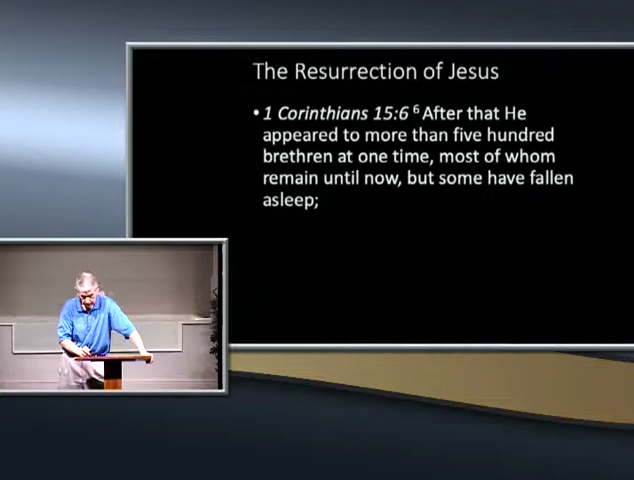 The Resurrection of Jesus
• 1 Corinthians 15:6 ⁶ After that He
appeared to more than five hundred
brethren at one time, most of whom
remain until now, but some have fallen
asleep;